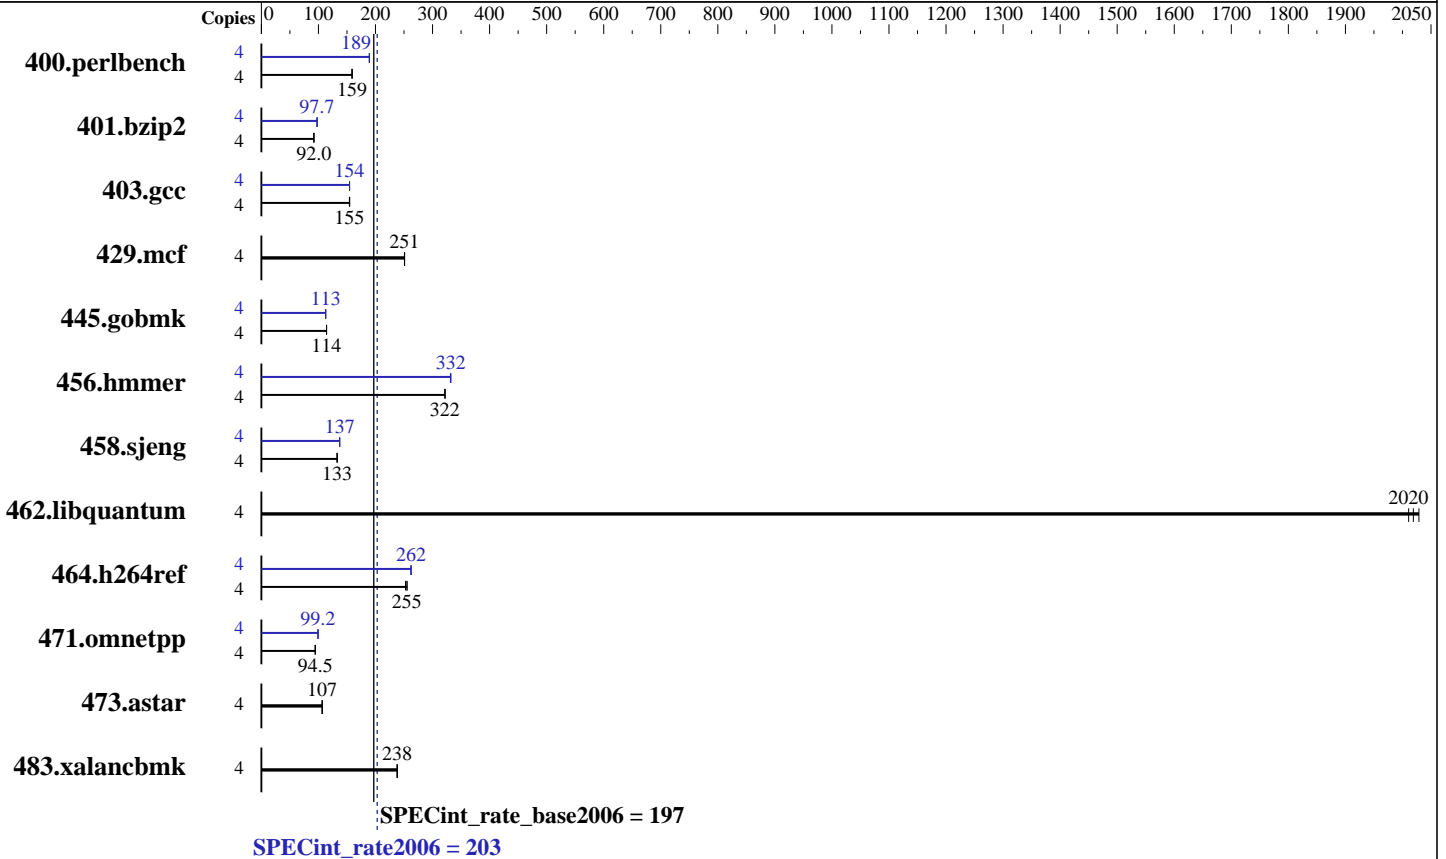 Copies 0 100 200 300 400 500 600 700 800 900 1000 1100 1200 1300 1400 1500 1600 1700 1800 1900 2050
400.perlbench 4 189
4 159
401.bzip2 4 97.7
4 92.0
403.gcc 4 154
4 155
429.mcf 4 251
445.gobmk 4 113
4 114
456.hmmer 4 332
4 322
458.sjeng 4 137
4 133
462.libquantum 4 2020
464.h264ref 4 262
4 255
471.omnetpp 4 99.2
4 94.5
473.astar 4 107
483.xalancbmk 4 238
SPECint_rate_base2006 = 197
SPECint_rate2006 = 203